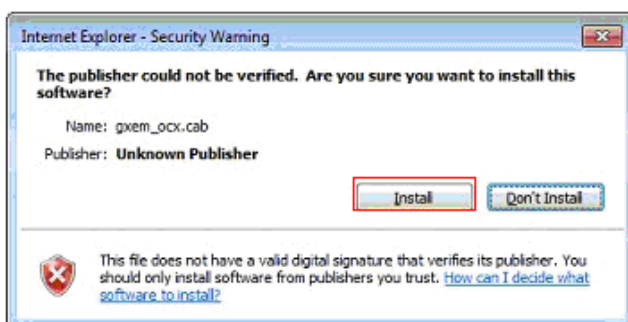 Internet Explorer - Security Warning
The publisher could not be verified. Are you sure you want to install this
software?
Name: gxem_ocx.cab
Publisher: Unknown Publisher
Install Don't Install
This file does not have a valid digital signature that verifies its publisher. You
should only install software from publishers you trust. How can I decide what
software to install?